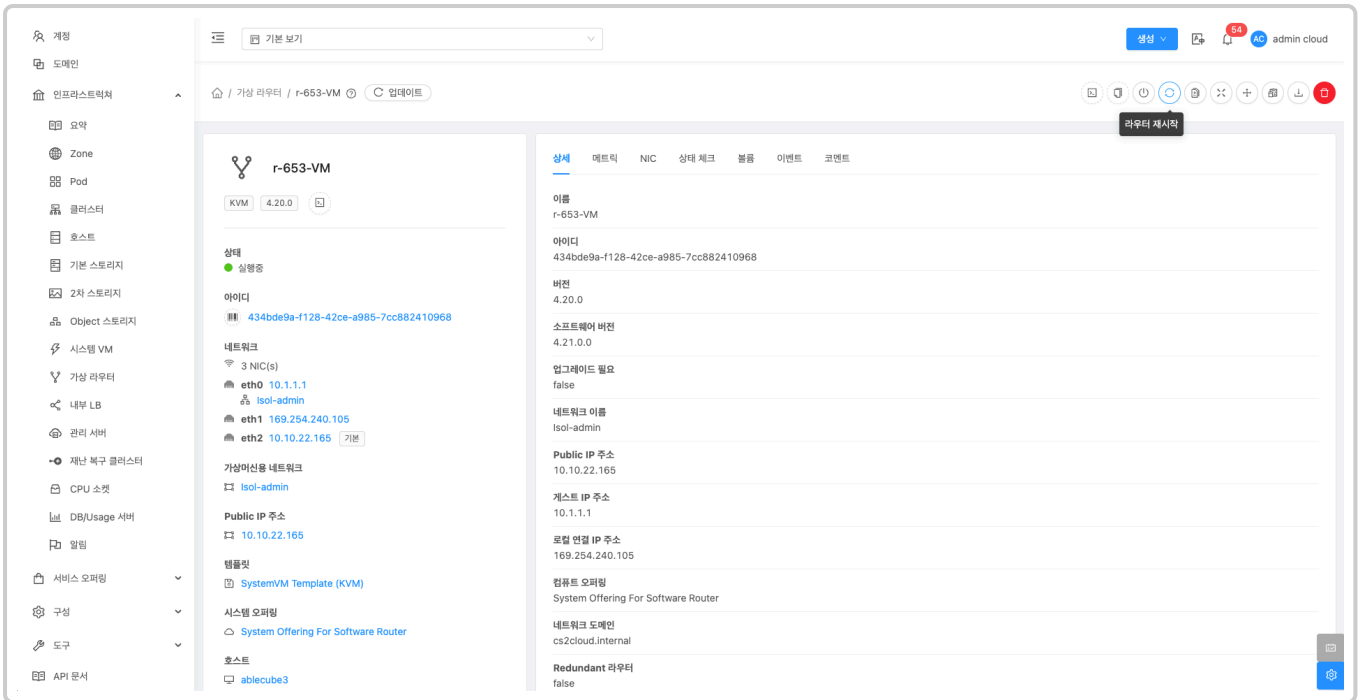 계정
도메인
인프라스트럭쳐
요약
Zone
Pod
클러스터
호스트
기본 스토리지
2차 스토리지
Object 스토리지
시스템 VM
가상 라우터
내부 LB
관리 서버
재난 복구 클러스터
CPU 소켓
DB/Usage 서버
알림
서비스 오퍼링
구성
도구
API 문서
기본 보기
생성
54
AC
admin cloud
/ 가상 라우터 / r-653-VM
업데이트
라우터 재시작
r-653-VM
KVM
4.20.0
상태
실행중
아이디
434bde9a-f128-42ce-a985-7cc882410968
네트워크
3 NIC(s)
eth0 10.1.1.1
Isol-admin
eth1 169.254.240.105
eth2 10.10.22.165 기본
가상머신용 네트워크
Isol-admin
Public IP 주소
10.10.22.165
템플릿
SystemVM Template (KVM)
시스템 오퍼링
System Offering For Software Router
호스트
ablecube3
상세 메트릭 NIC 상태 체크 볼륨 이벤트 코멘트
이름
r-653-VM
아이디
434bde9a-f128-42ce-a985-7cc882410968
버전
4.20.0
소프트웨어 버전
4.21.0.0
업그레이드 필요
false
네트워크 이름
Isol-admin
Public IP 주소
10.10.22.165
게스트 IP 주소
10.1.1.1
로컬 연결 IP 주소
169.254.240.105
컴퓨트 오퍼링
System Offering For Software Router
네트워크 도메인
cs2cloud.internal
Redundant 라우터
false